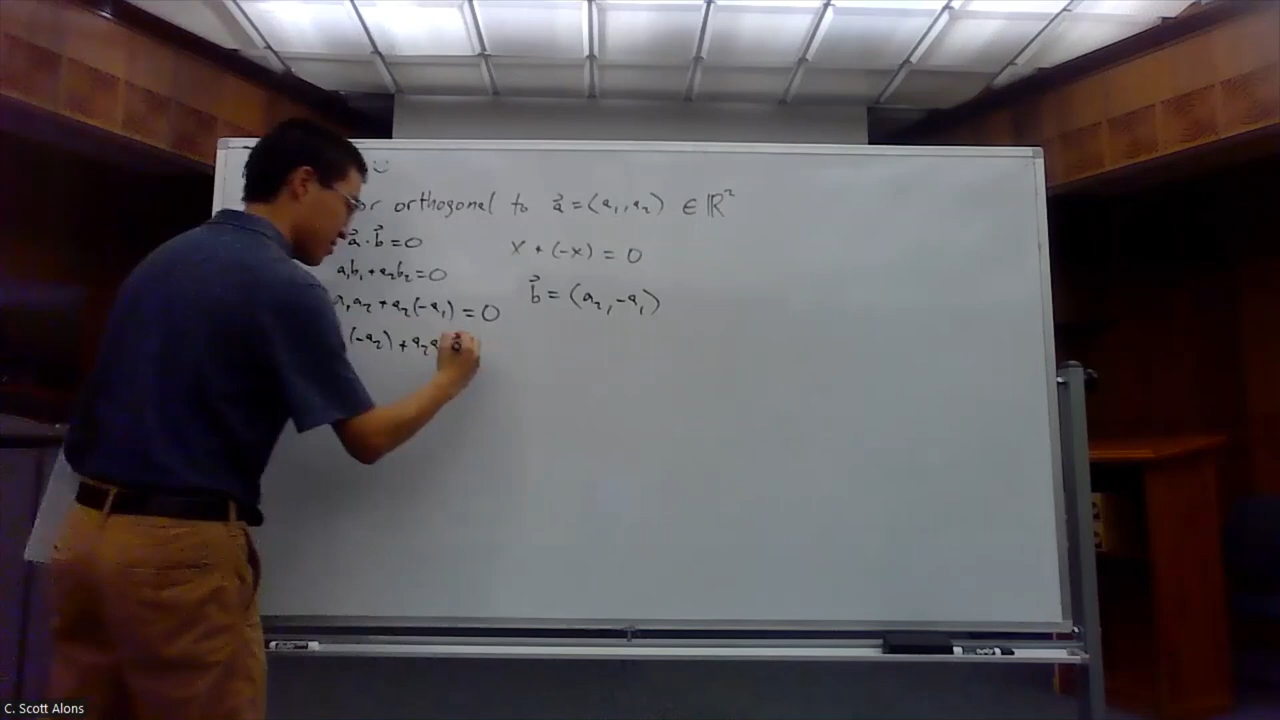 orthogonal to a⃗ = (a₁, a₂) ∈ ℝ²
a⃗ · b⃗ = 0
x + (-x) = 0
a₁b₁ + a₂b₂ = 0
b⃗ = (a₂, -a₁)
a₁a₂ + a₂(-a₁) = 0
(-a₂) + a₂
C. Scott Alons